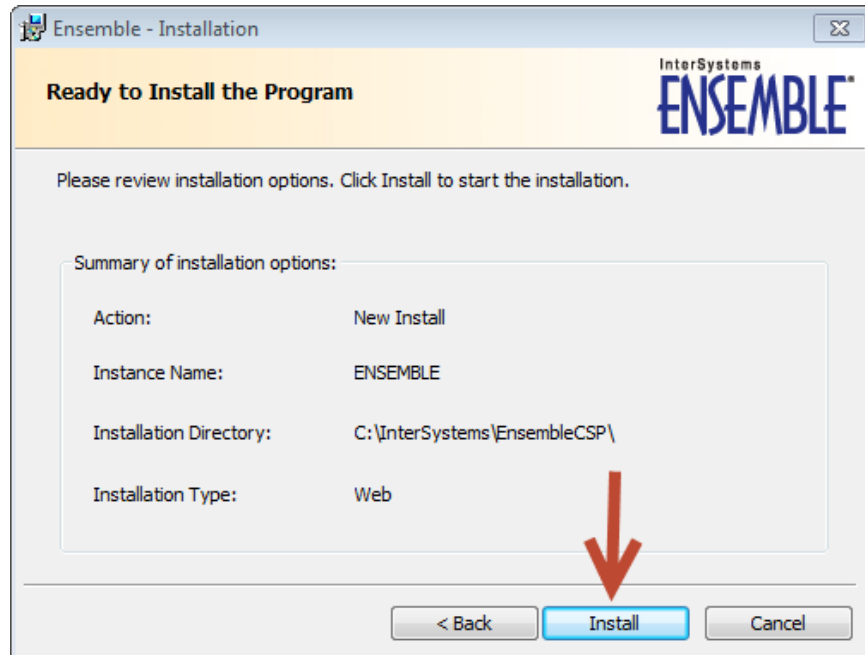 Ensemble - Installation
Ready to Install the Program
InterSystems
ENSEMBLE
Please review installation options. Click Install to start the installation.
Summary of installation options:
Action: New Install
Instance Name: ENSEMBLE
Installation Directory: C:\InterSystems\EnsembleCSP\
Installation Type: Web
< Back Install Cancel